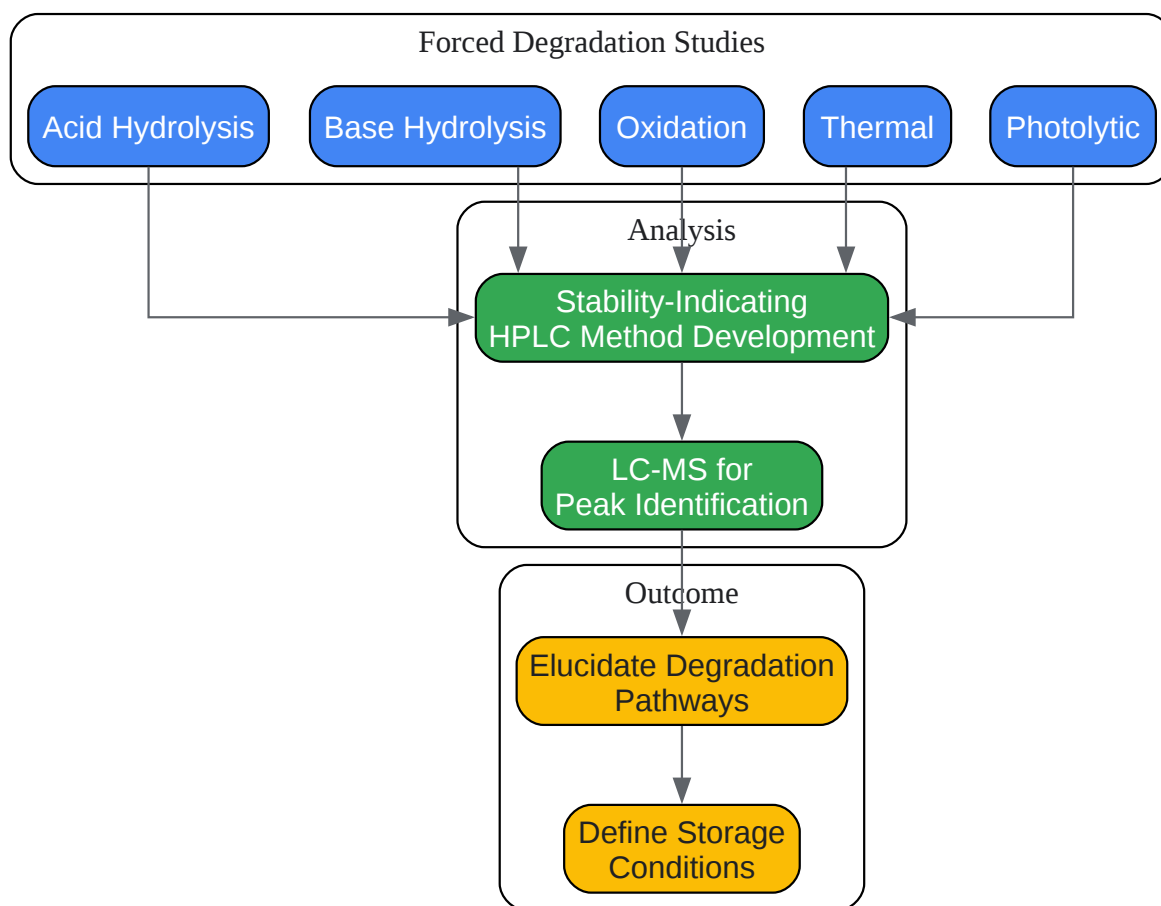 Forced Degradation Studies
Acid Hydrolysis
Base Hydrolysis
Oxidation
Thermal
Photolytic
Analysis
Stability-Indicating
HPLC Method Development
LC-MS for
Peak Identification
Outcome
Elucidate Degradation
Pathways
Define Storage
Conditions